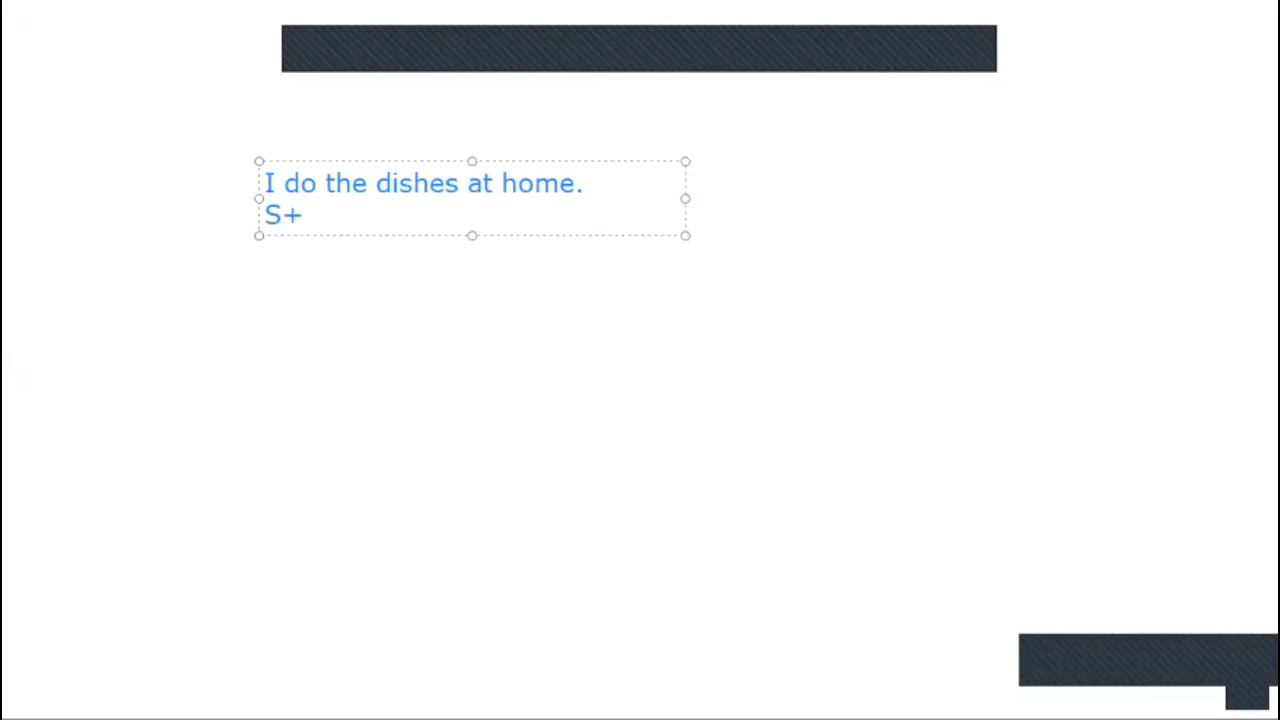 I do the dishes at home.
S+